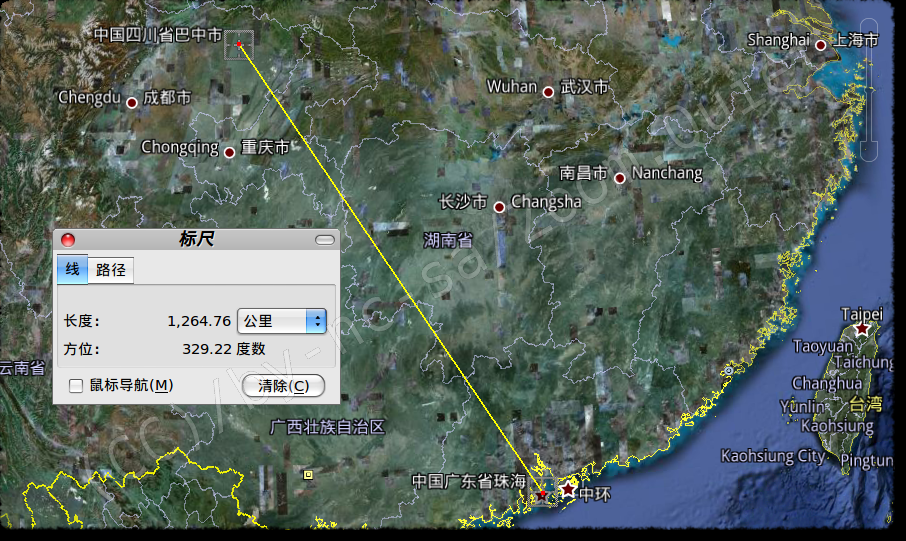 中国四川省巴中市
Shanghai 上海市
Chengdu 成都市
Wuhan 武汉市
Chongqing 重庆市
南昌市 Nanchang
长沙市 Changsha
湖南省
标尺
线 路径
长度: 1,264.76 公里
方位: 329.22 度数
鼠标导航(M) 清除(C)
云南省
Taipei
Taoyuan
Taichung
Changhua
Yunlin 台湾
Kaohsiung
广西壮族自治区
Kaohsiung City
Pingtun
中国广东省珠海
中环